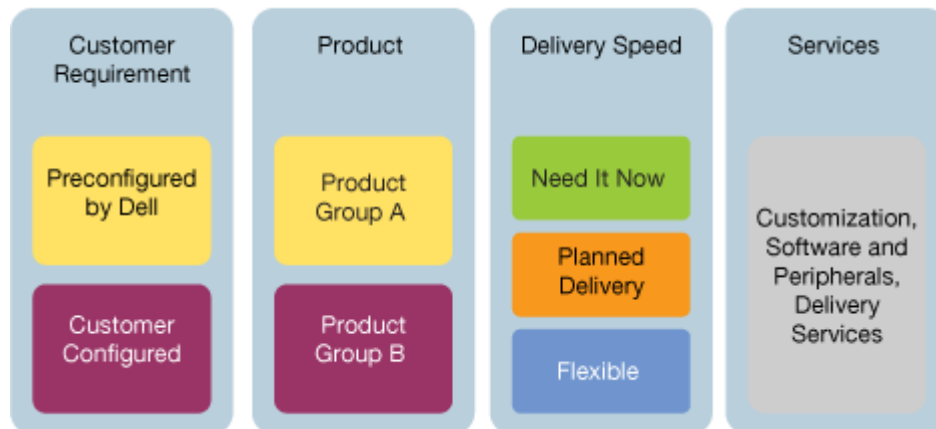 Customer
Requirement
Preconfigured
by Dell
Customer
Configured
Product
Product
Group A
Product
Group B
Delivery Speed
Need It Now
Planned
Delivery
Flexible
Services
Customization,
Software and
Peripherals,
Delivery
Services